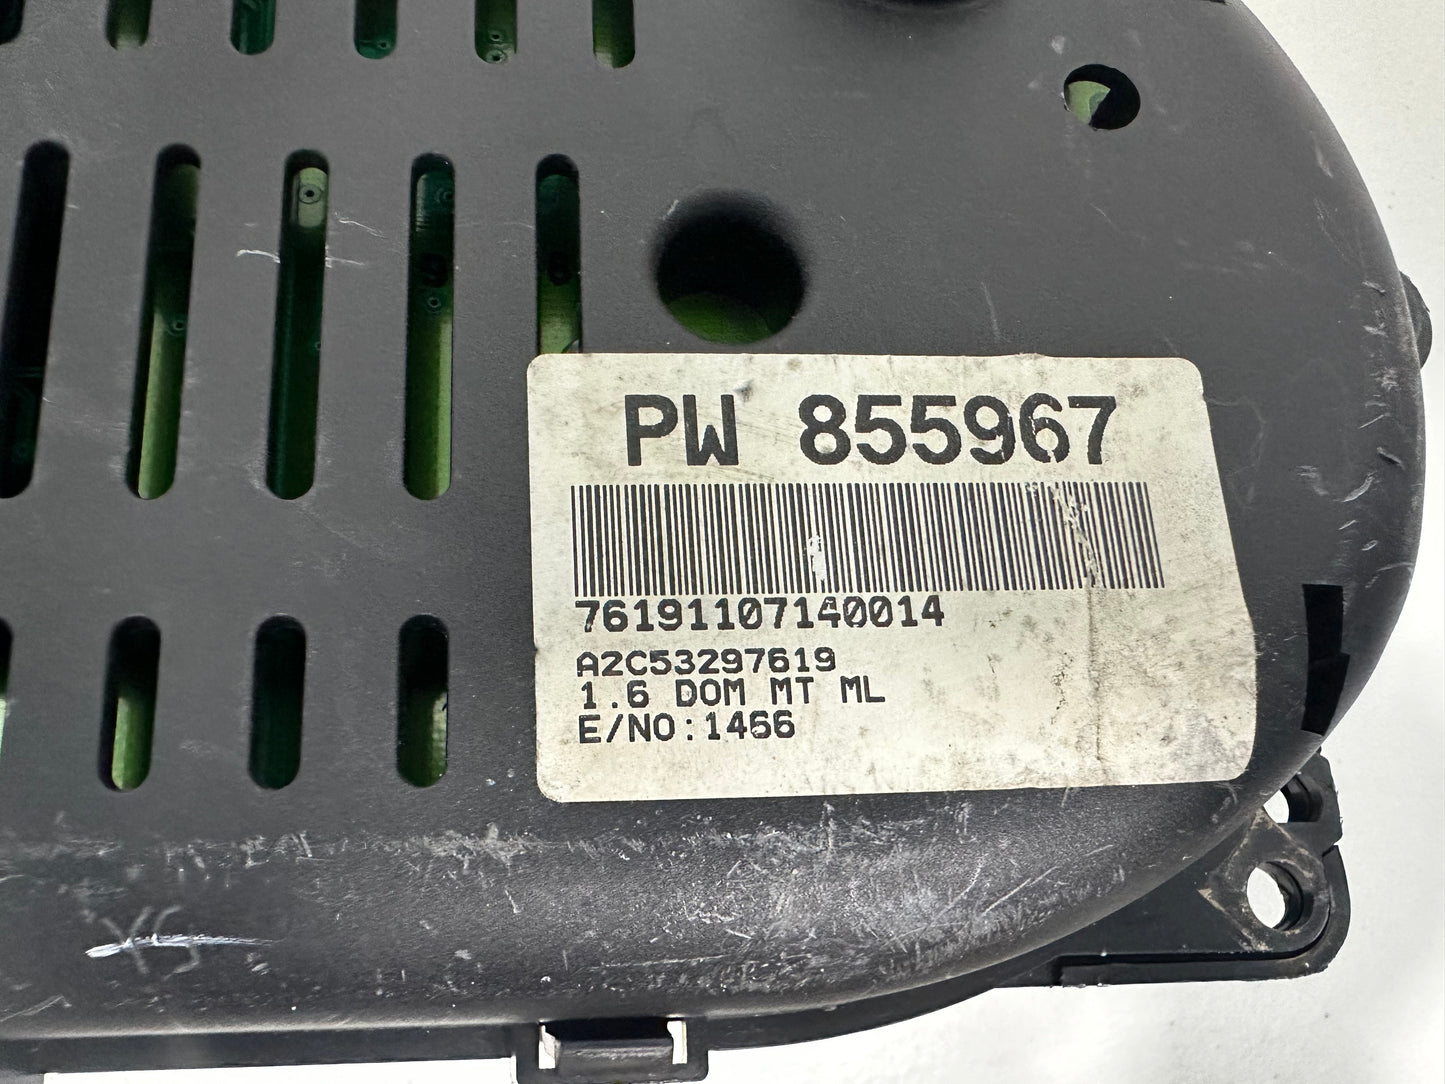 PW 855967
76191107140014
A2C53297619
1.6 DOM MT ML
E/NO:1466